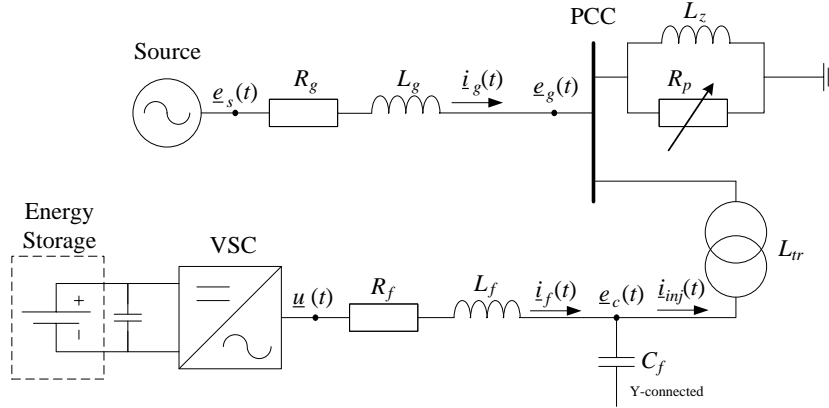 PCC
L_z
Source
e_s(t)
R_g
L_g
i_g(t)
e_g(t)
R_p
Energy
Storage
VSC
u(t)
R_f
L_f
i_f(t)
e_c(t)
i_inj(t)
L_tr
+
–
C_f
Y-connected